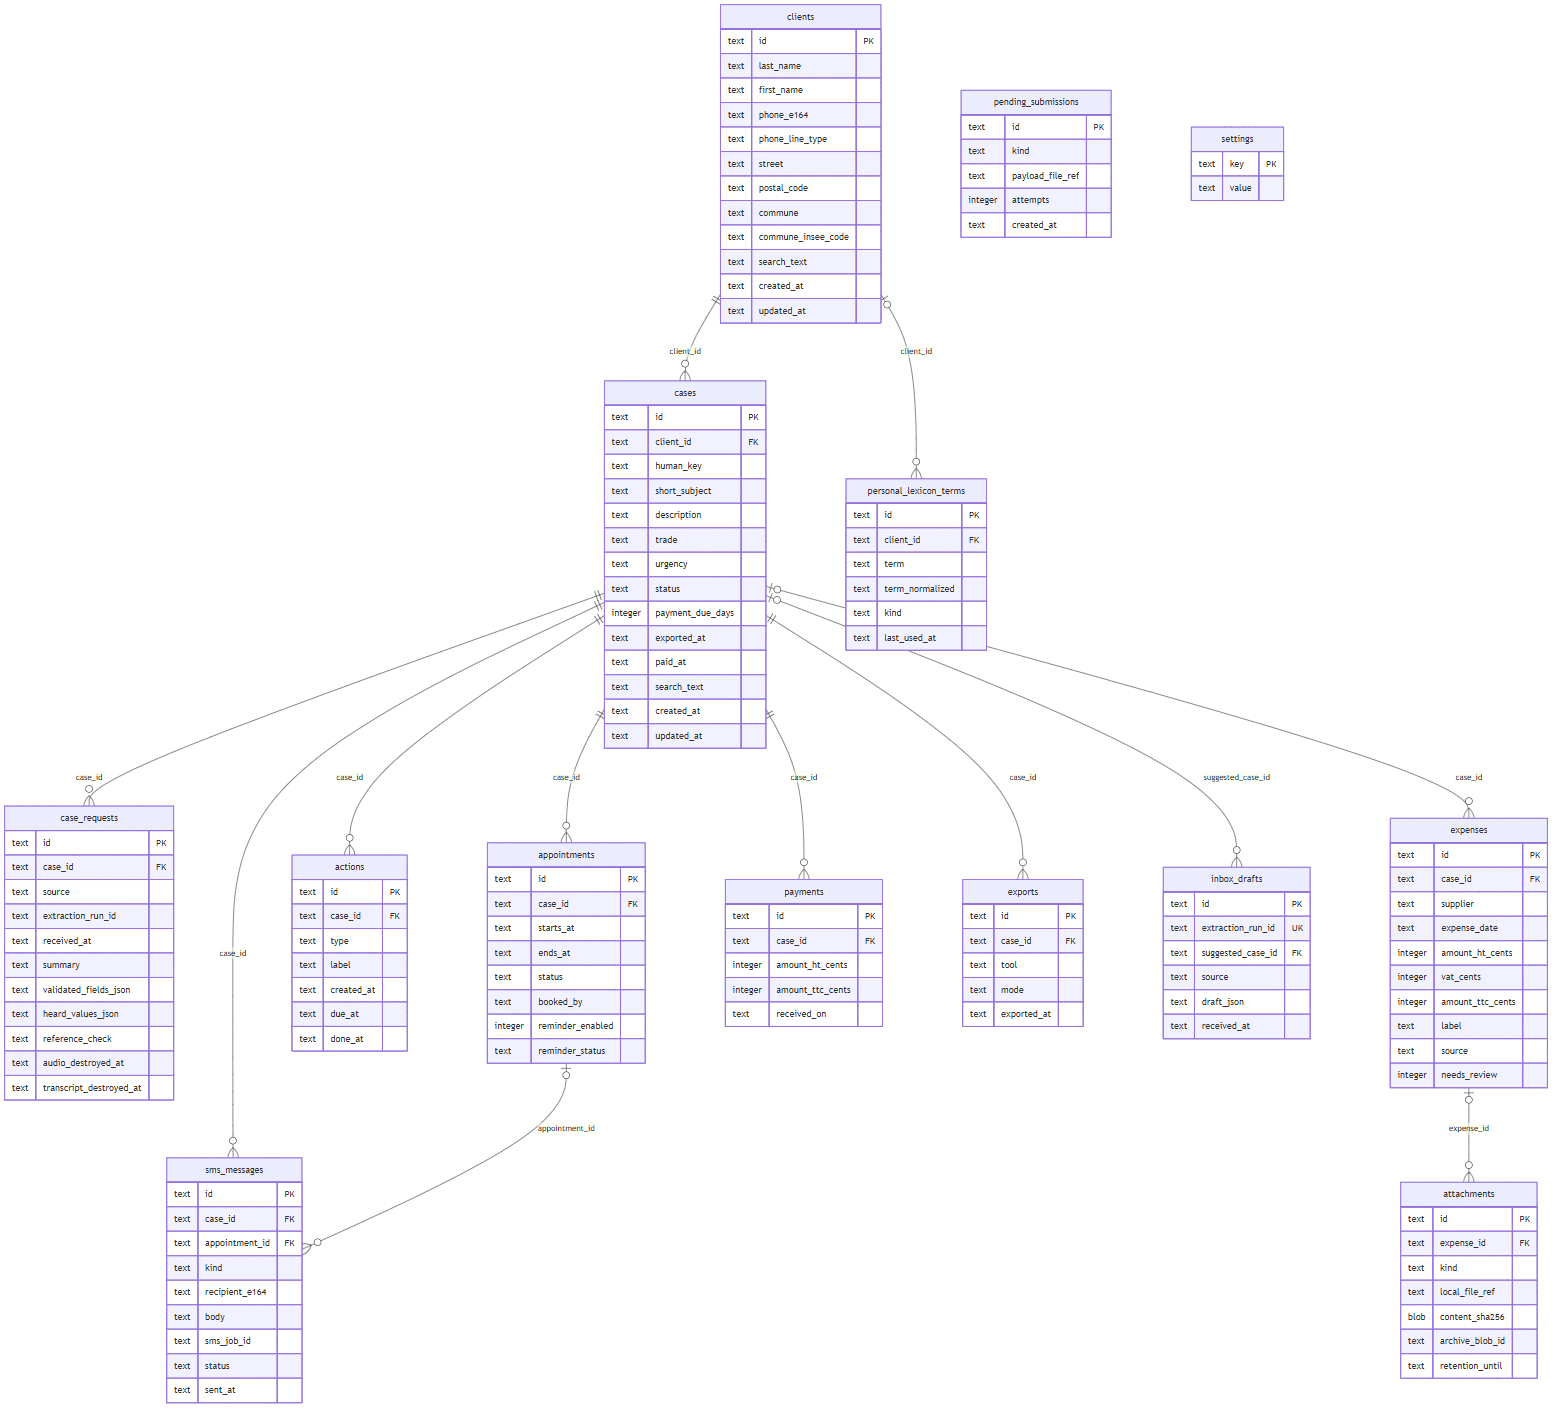 clients
text id PK
text last_name
text first_name
text phone_e164
text phone_line_type
text street
text postal_code
text commune
text commune_insee_code
text search_text
text created_at
text updated_at
pending_submissions
text id PK
text kind
text payload_file_ref
integer attempts
text created_at
settings
text key PK
text value
client_id
client_id
cases
text id PK
text client_id FK
text human_key
text short_subject
text description
text trade
text urgency
text status
integer payment_due_days
text exported_at
text paid_at
text search_text
text created_at
text updated_at
personal_lexicon_terms
text id PK
text client_id FK
text term
text term_normalized
text kind
text last_used_at
case_id
case_id
case_id
case_id
case_id
suggested_case_id
case_id
case_requests
text id PK
text case_id FK
text source
text extraction_run_id
text received_at
text summary
text validated_fields_json
text heard_values_json
text reference_check
text audio_destroyed_at
text transcript_destroyed_at
case_id
actions
text id PK
text case_id FK
text type
text label
text created_at
text due_at
text done_at
appointments
text id PK
text case_id FK
text starts_at
text ends_at
text status
text booked_by
integer reminder_enabled
text reminder_status
payments
text id PK
text case_id FK
integer amount_ht_cents
integer amount_ttc_cents
text received_on
exports
text id PK
text case_id FK
text tool
text mode
text exported_at
inbox_drafts
text id PK
text extraction_run_id UK
text suggested_case_id FK
text source
text draft_json
text received_at
expenses
text id PK
text case_id FK
text supplier
text expense_date
integer amount_ht_cents
integer vat_cents
integer amount_ttc_cents
text label
text source
integer needs_review
appointment_id
expense_id
sms_messages
text id PK
text case_id FK
text appointment_id FK
text kind
text recipient_e164
text body
text sms_job_id
text status
text sent_at
attachments
text id PK
text expense_id FK
text kind
text local_file_ref
blob content_sha256
text archive_blob_id
text retention_until